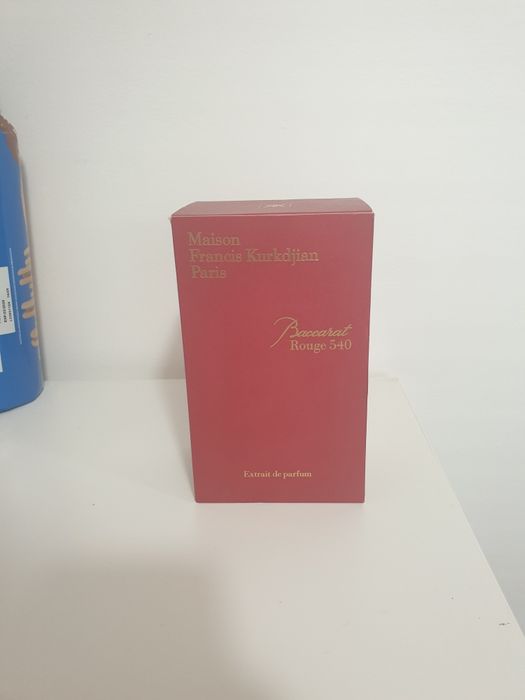 Maison
Francis Kurkdjian
Paris
Baccarat
Rouge 540
Extrait de parfum